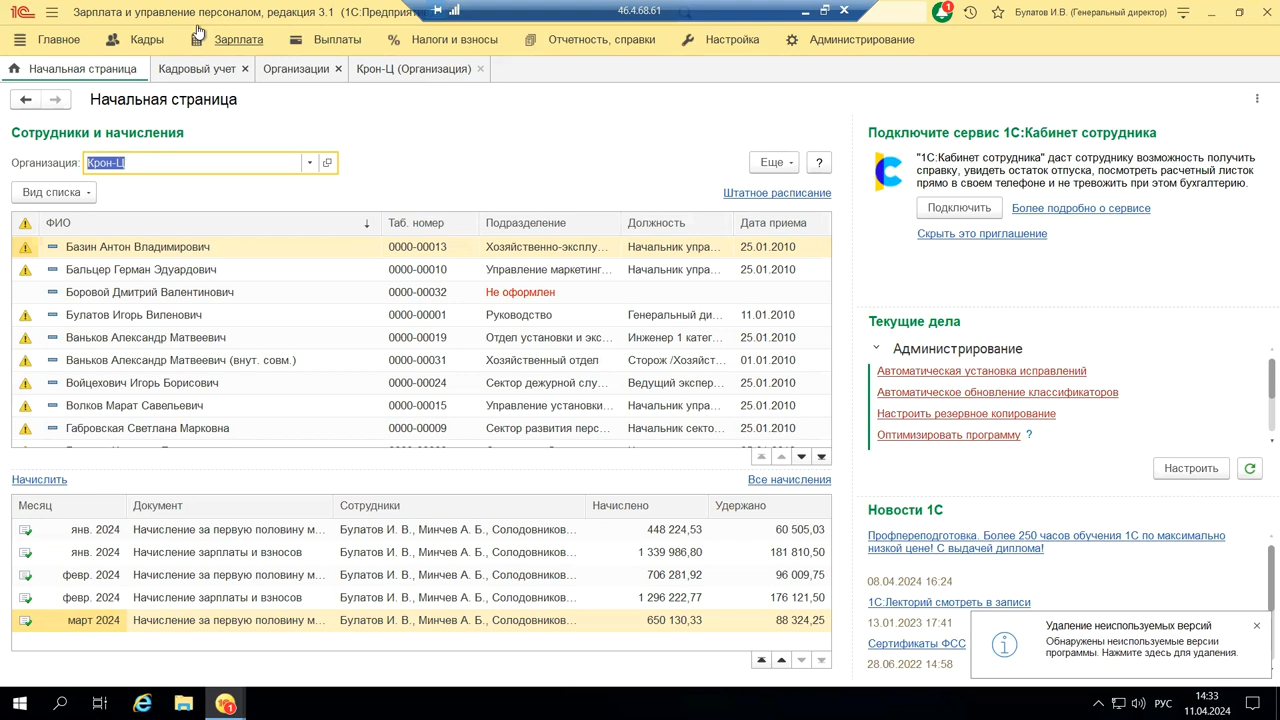 Зарплата и управление персоналом, редакция 3.1 (1С:Предприятие
46.4.68.61
1
Булатов И.В. (Генеральный директор)
Главное Кадры Зарплата Выплаты Налоги и взносы Отчетность, справки Настройка Администрирование
Начальная страница Кадровый учет Организации Крон-Ц (Организация)
Начальная страница
Сотрудники и начисления
Организация: Крон-Ц Еще ?
Вид списка Штатное расписание
ФИО Таб. номер Подразделение Должность Дата приема
Базин Антон Владимирович 0000-00013 Хозяйственно-эксплу... Начальник упра... 25.01.2010
Бальцер Герман Эдуардович 0000-00010 Управление маркетинг... Начальник упра... 25.01.2010
Боровой Дмитрий Валентинович 0000-00032 Не оформлен
Булатов Игорь Виленович 0000-00001 Руководство Генеральный ди... 11.01.2010
Ваньков Александр Матвеевич 0000-00019 Отдел установки и экс... Инженер 1 катег... 25.01.2010
Ваньков Александр Матвеевич (внут. совм.) 0000-00031 Хозяйственный отдел Сторож /Хозяйст... 01.01.2010
Войцехович Игорь Борисович 0000-00024 Сектор дежурной слу... Ведущий экспер... 25.01.2010
Волков Марат Савельевич 0000-00015 Управление установки... Начальник упра... 25.01.2010
Габровская Светлана Марковна 0000-00009 Сектор развития перс... Начальник секто... 25.01.2010
Начислить Все начисления
Месяц Документ Сотрудники Начислено Удержано
янв. 2024 Начисление за первую половину м... Булатов И. В., Минчев А. Б., Солодовников... 448 224,53 60 505,03
янв. 2024 Начисление зарплаты и взносов Булатов И. В., Минчев А. Б., Солодовников... 1 339 986,80 181 810,50
февр. 2024 Начисление за первую половину м... Булатов И. В., Минчев А. Б., Солодовников... 706 281,92 96 009,75
февр. 2024 Начисление зарплаты и взносов Булатов И. В., Минчев А. Б., Солодовников... 1 296 222,77 176 121,50
март 2024 Начисление за первую половину м... Булатов И. В., Минчев А. Б., Солодовников... 650 130,33 88 324,25
Подключите сервис 1С:Кабинет сотрудника
"1С:Кабинет сотрудника" даст сотруднику возможность получить
справку, увидеть остаток отпуска, посмотреть расчетный листок
прямо в своем телефоне и не тревожить при этом бухгалтерию.
Подключить Более подробно о сервисе
Скрыть это приглашение
Текущие дела
Администрирование
Автоматическая установка исправлений
Автоматическое обновление классификаторов
Настроить резервное копирование
Оптимизировать программу ?
Настроить
Новости 1С
Профпереподготовка. Более 250 часов обучения 1С по максимально
низкой цене! С выдачей диплома!
08.04.2024 16:24
1С:Лекторий смотреть в записи
13.01.2023 17:41
Сертификаты ФСС
28.06.2022 14:58
Удаление неиспользуемых версий
Обнаружены неиспользуемые версии
программы. Нажмите здесь для удаления.
1
РУС
14:33
11.04.2024